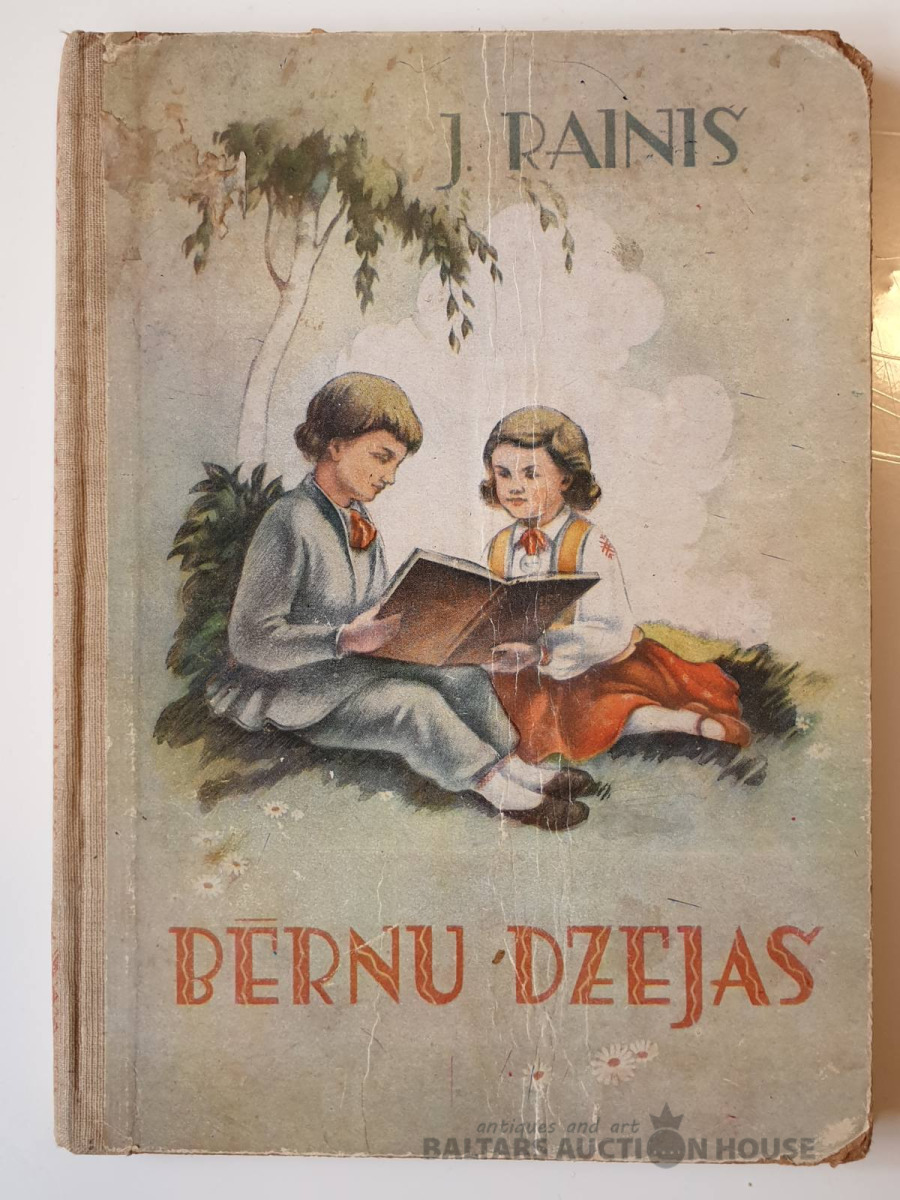 J. RAINIS
BĒRNU DZEJAS
antiques and art
BALTARS AUCTION HOUSE